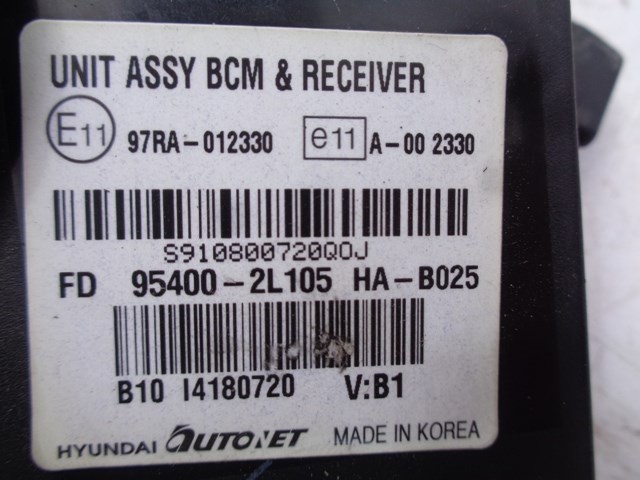 UNIT ASSY BCM & RECEIVER
E11 97RA-012330 e11 A-00 2330
S910800720QOJ
FD 95400-2L105 HA-B025
B10 I4180720 V:B1
HYUNDAI AUTONET MADE IN KOREA